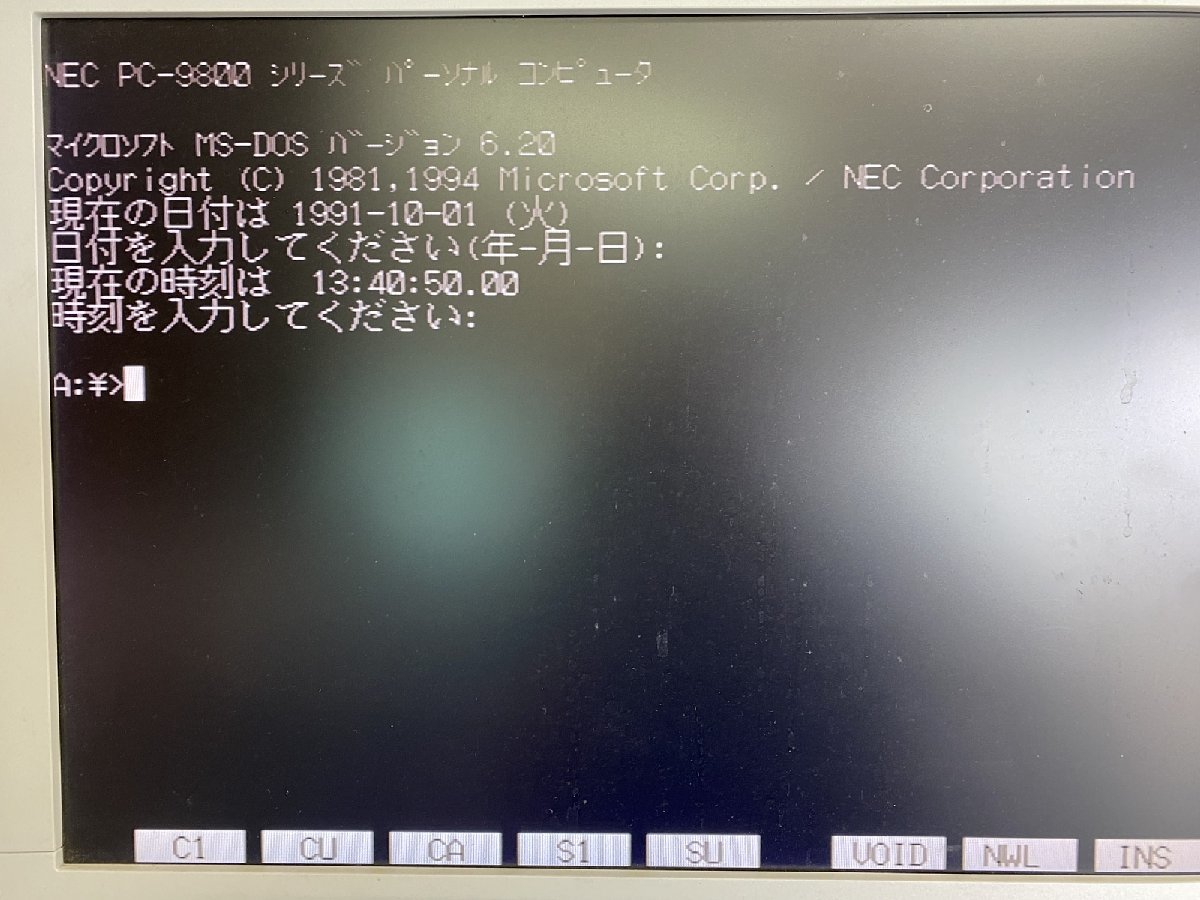 NEC PC-9800 シリーズ パーソナル コンピュータ
マイクロソフト MS-DOS バージョン 6.20
Copyright (C) 1981,1994 Microsoft Corp. / NEC Corporation
現在の日付は 1991-10-01 (火)
日付を入力してください(年-月-日):
現在の時刻は 13:40:50.00
時刻を入力してください:
A:¥>
C1 CU CA S1 SU VOID NWL INS